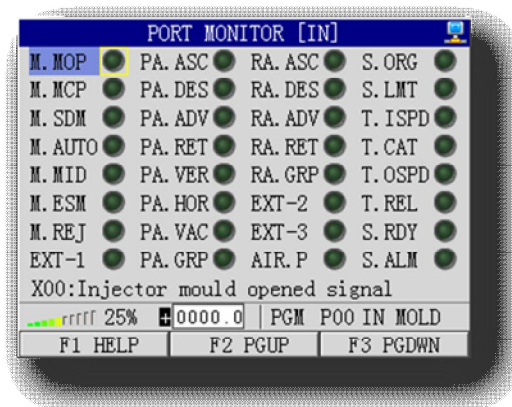 PORT MONITOR [IN]
M.MOP PA.ASC RA.ASC S.ORG
M.MCP PA.DES RA.DES S.LMT
M.SDM PA.ADV RA.ADV T.ISPD
M.AUTO PA.RET RA.RET T.CAT
M.MID PA.VER RA.GRP T.OSPD
M.ESM PA.HOR EXT-2 T.REL
M.REJ PA.VAC EXT-3 S.RDY
EXT-1 PA.GRP AIR.P S.ALM
X00:Injector mould opened signal
25% +0000.0 PGM P00 IN MOLD
F1 HELP F2 PGUP F3 PGDWN